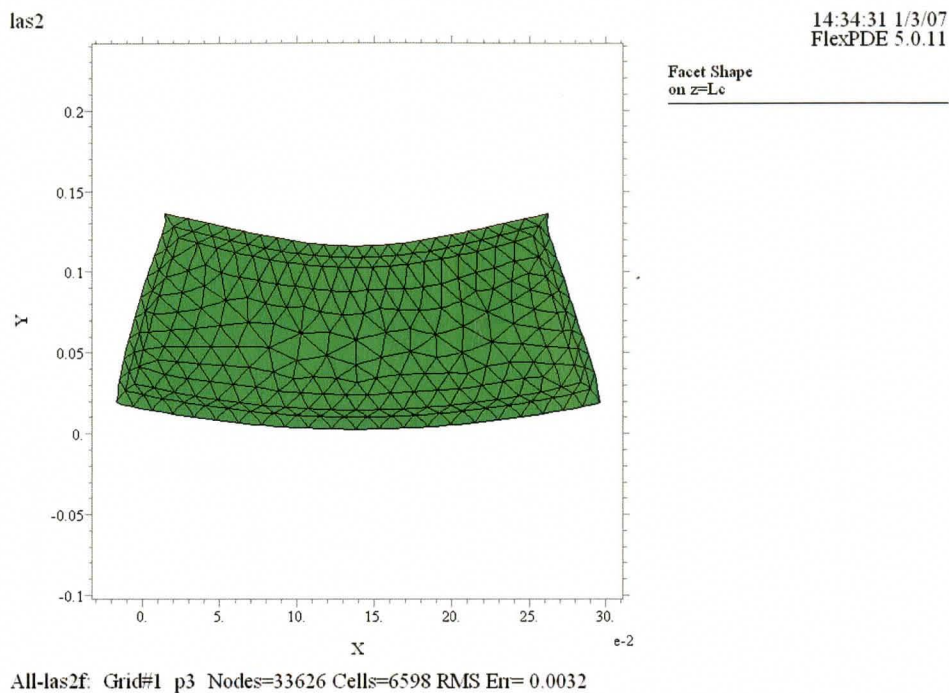 las2
14:34:31 1/3/07
FlexPDE 5.0.11
Facet Shape
on z=Lc
0.2
0.15
0.1
0.05
0.
-0.05
-0.1
Y
0. 5. 10. 15. 20. 25. 30.
e-2
X
All-las2f: Grid#1 p3 Nodes=33626 Cells=6598 RMS Err= 0.0032